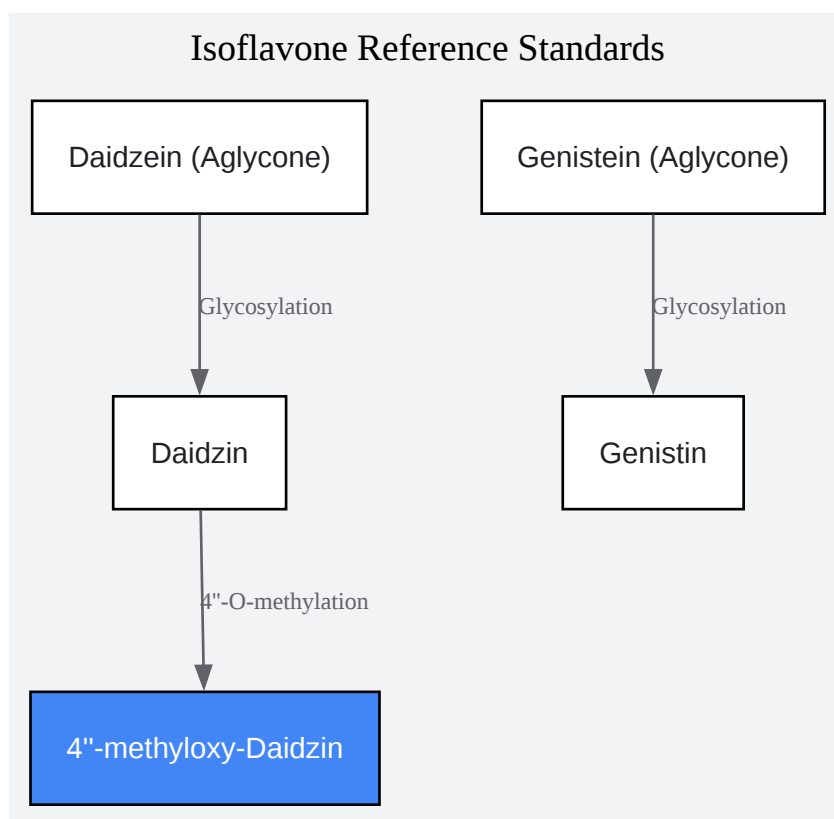 Isoflavone Reference Standards
Daidzein (Aglycone)
Genistein (Aglycone)
Glycosylation
Glycosylation
Daidzin
Genistin
4"-O-methylation
4''-methyloxy-Daidzin